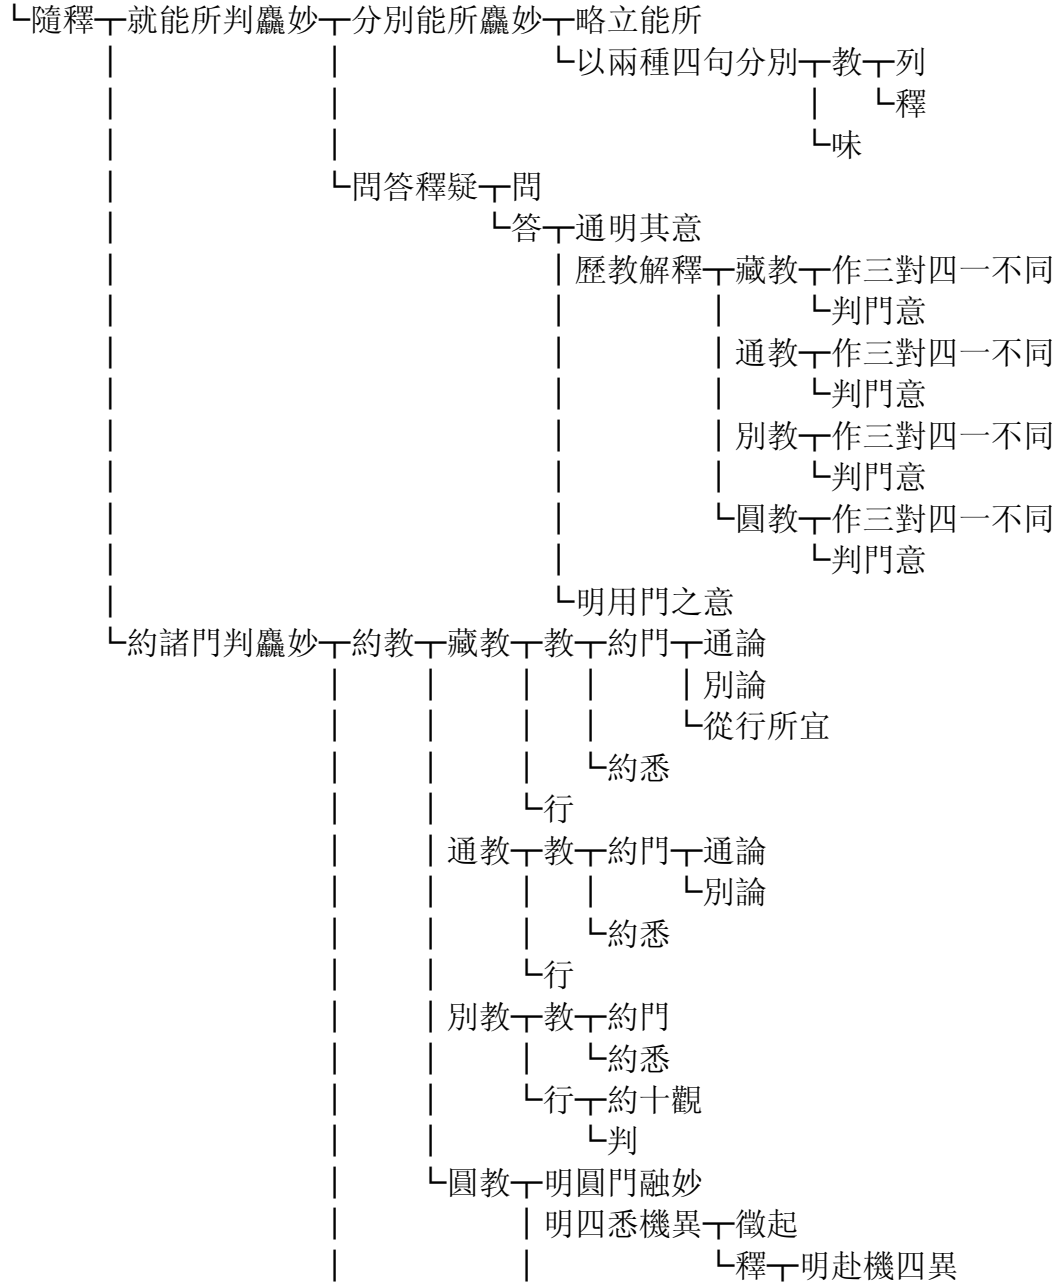 └隨釋┬就能所判麤妙┬分別能所麤妙┬略立能所
└以兩種四句分別┬教┬列
└釋
└味
└問答釋疑┬問
└答┬通明其意
│歷教解釋┬藏教┬作三對四一不同
└判門意
│通教┬作三對四一不同
└判門意
│別教┬作三對四一不同
└判門意
└圓教┬作三對四一不同
└判門意
└明用門之意
└約諸門判麤妙┬約教┬藏教┬教┬約門┬通論
│別論
└從行所宜
└約悉
└行
│通教┬教┬約門┬通論
└別論
└約悉
└行
│別教┬教┬約門
└約悉
└行┬約十觀
└判
└圓教┬明圓門融妙
│明四悉機異┬徵起
└釋┬明赴機四異